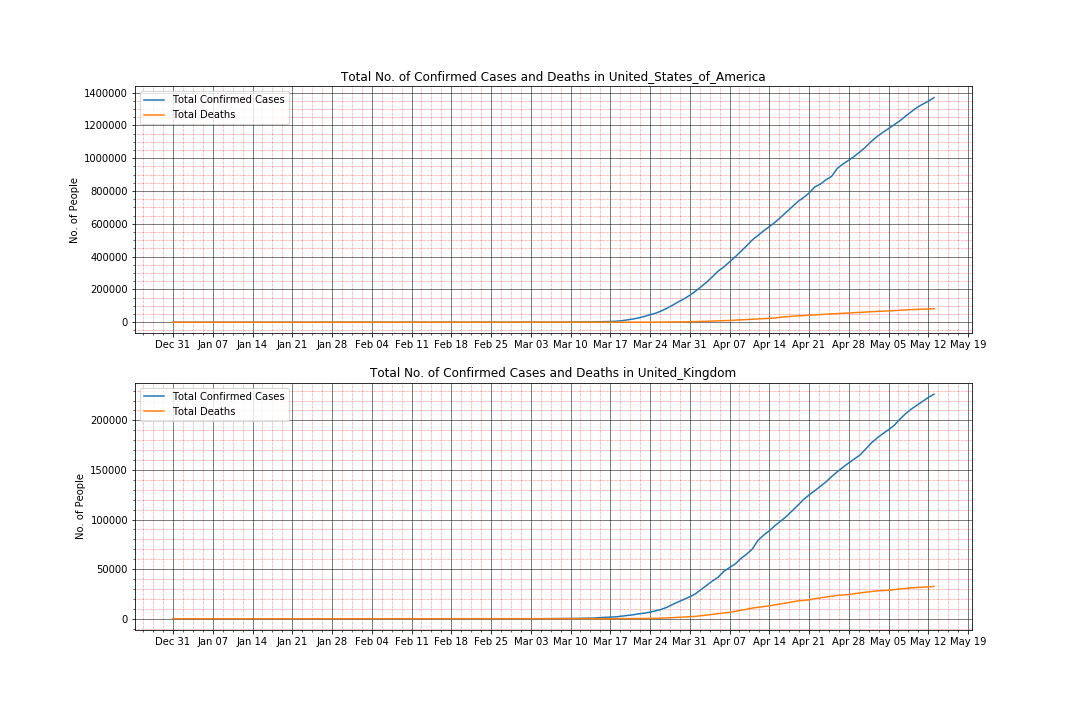 Total No. of Confirmed Cases and Deaths in United_States_of_America
Total Confirmed Cases
Total Deaths
No. of People
1400000
1200000
1000000
800000
600000
400000
200000
0
Dec 31 Jan 07 Jan 14 Jan 21 Jan 28 Feb 04 Feb 11 Feb 18 Feb 25 Mar 03 Mar 10 Mar 17 Mar 24 Mar 31 Apr 07 Apr 14 Apr 21 Apr 28 May 05 May 12 May 19
Total No. of Confirmed Cases and Deaths in United_Kingdom
Total Confirmed Cases
Total Deaths
No. of People
200000
150000
100000
50000
0
Dec 31 Jan 07 Jan 14 Jan 21 Jan 28 Feb 04 Feb 11 Feb 18 Feb 25 Mar 03 Mar 10 Mar 17 Mar 24 Mar 31 Apr 07 Apr 14 Apr 21 Apr 28 May 05 May 12 May 19